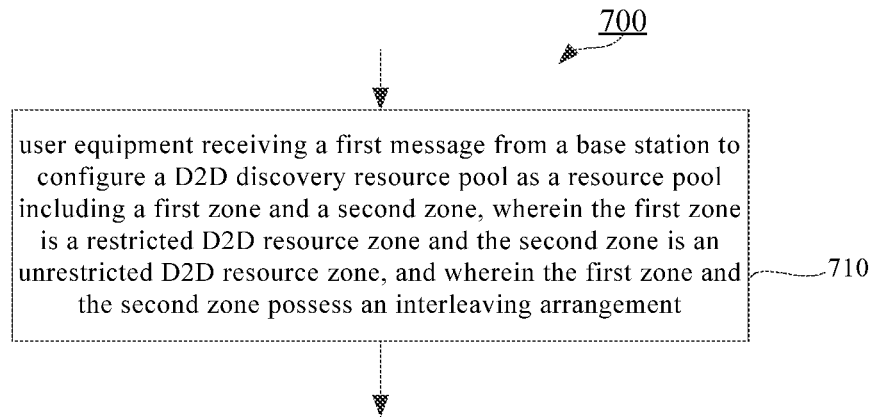 700
user equipment receiving a first message from a base station to
configure a D2D discovery resource pool as a resource pool
including a first zone and a second zone, wherein the first zone
is a restricted D2D resource zone and the second zone is an
unrestricted D2D resource zone, and wherein the first zone and
the second zone possess an interleaving arrangement
710